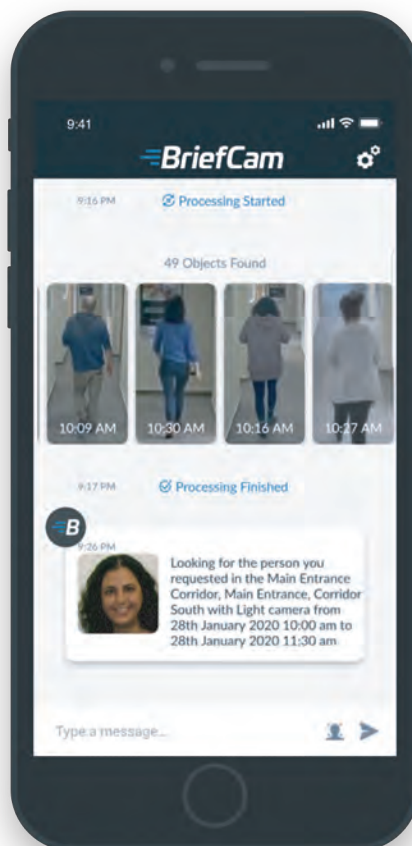 9:41
BriefCam
9:16 PM Processing Started
49 Objects Found
10:09 AM 10:30 AM 10:16 AM 10:27 AM
9:17 PM Processing Finished
B
9:26 PM
Looking for the person you
requested in the Main Entrance
Corridor, Main Entrance, Corridor
South with Light camera from
28th January 2020 10:00 am to
28th January 2020 11:30 am
Type a message...